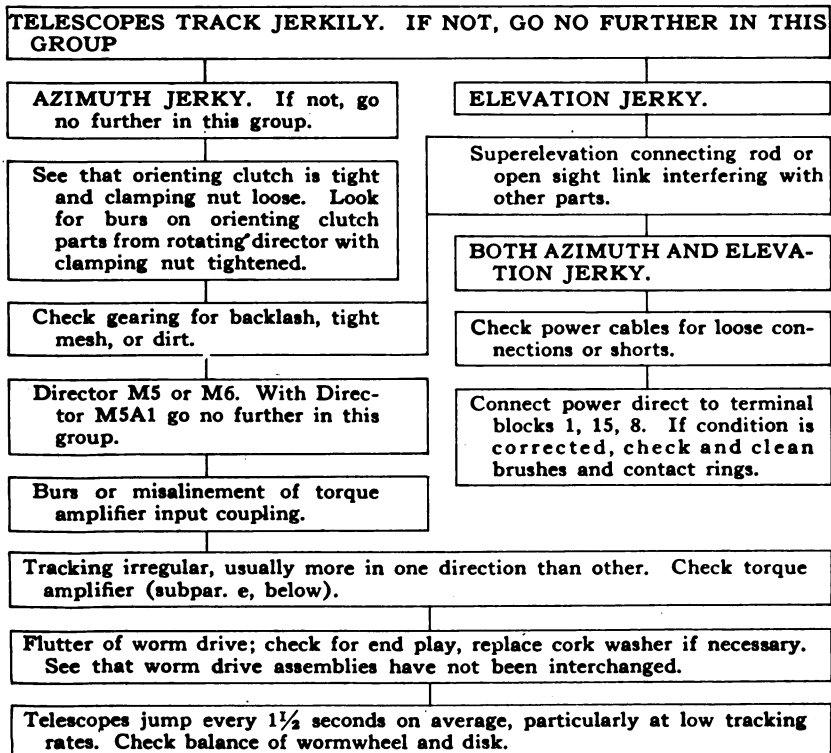 TELESCOPES TRACK JERKILY. IF NOT, GO NO FURTHER IN THIS
GROUP
AZIMUTH JERKY. If not, go
no further in this group.
See that orienting clutch is tight
and clamping nut loose. Look
for burs on orienting clutch
parts from rotating director with
clamping nut tightened.
Check gearing for backlash, tight
mesh, or dirt.
Director M5 or M6. With Direc-
tor M5A1 go no further in this
group.
Burs or misalinement of torque
amplifier input coupling.
ELEVATION JERKY.
Superelevation connecting rod or
open sight link interfering with
other parts.
BOTH AZIMUTH AND ELEVA-
TION JERKY.
Check power cables for loose con-
nections or shorts.
Connect power direct to terminal
blocks 1, 15, 8. If condition is
corrected, check and clean
brushes and contact rings.
Tracking irregular, usually more in one direction than other. Check torque
amplifier (subpar. e, below).
Flutter of worm drive; check for end play, replace cork washer if necessary.
See that worm drive assemblies have not been interchanged.
Telescopes jump every 1½ seconds on average, particularly at low tracking
rates. Check balance of wormwheel and disk.